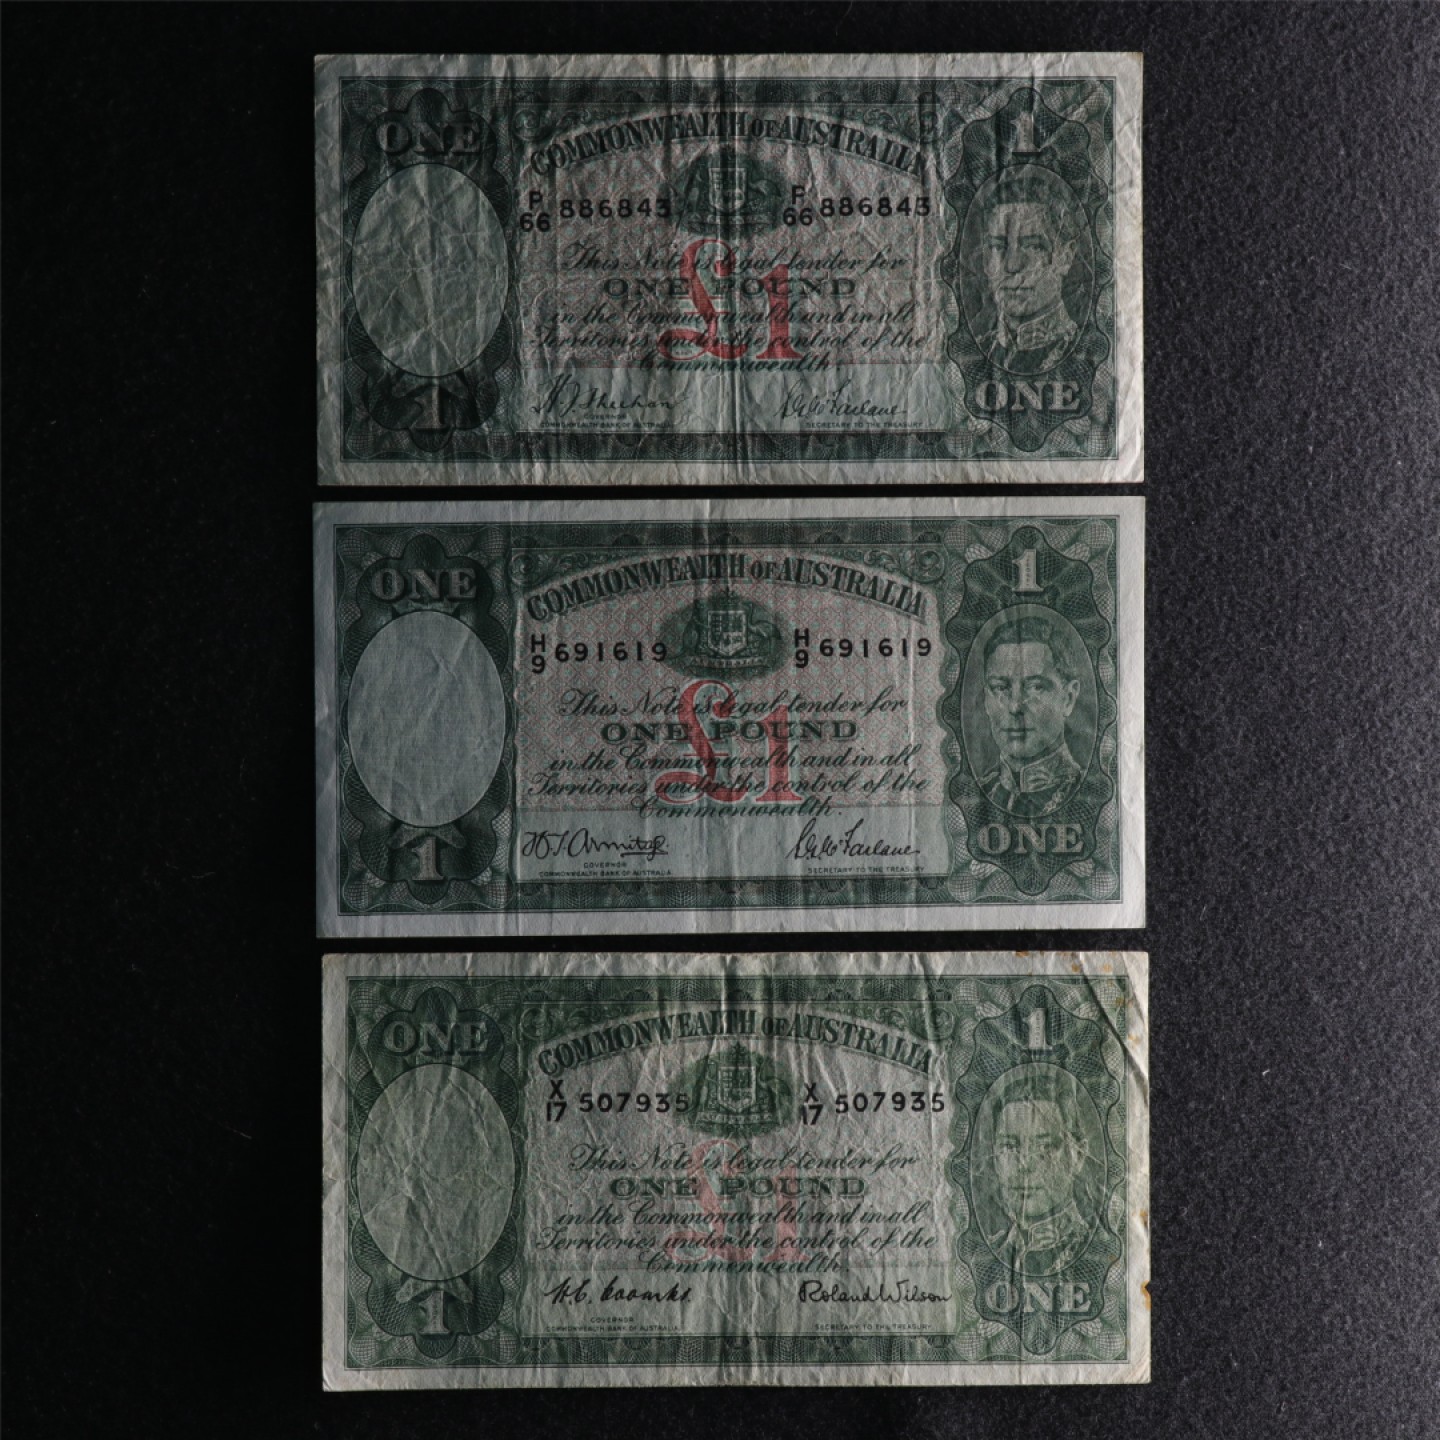 ONE
1
COMMONWEALTH OF AUSTRALIA
P 66 886843 P 66 886843
This Note is legal tender for
ONE POUND
in the Commonwealth and in all
Territories under the control of the
Commonwealth.
£1
H J Sheehan
S G McFarlane
GOVERNOR
COMMONWEALTH BANK OF AUSTRALIA
SECRETARY TO THE TREASURY
1
ONE
ONE
1
COMMONWEALTH OF AUSTRALIA
H 9 691619 H 9 691619
This Note is legal tender for
ONE POUND
in the Commonwealth and in all
Territories under the control of the
Commonwealth.
£1
H T Armitage
S G McFarlane
GOVERNOR
COMMONWEALTH BANK OF AUSTRALIA
SECRETARY TO THE TREASURY
1
ONE
ONE
1
COMMONWEALTH OF AUSTRALIA
X 17 507935 X 17 507935
This Note is legal tender for
ONE POUND
in the Commonwealth and in all
Territories under the control of the
Commonwealth.
£1
H. C. Coombs.
Roland Wilson
GOVERNOR
COMMONWEALTH BANK OF AUSTRALIA
SECRETARY TO THE TREASURY
1
ONE